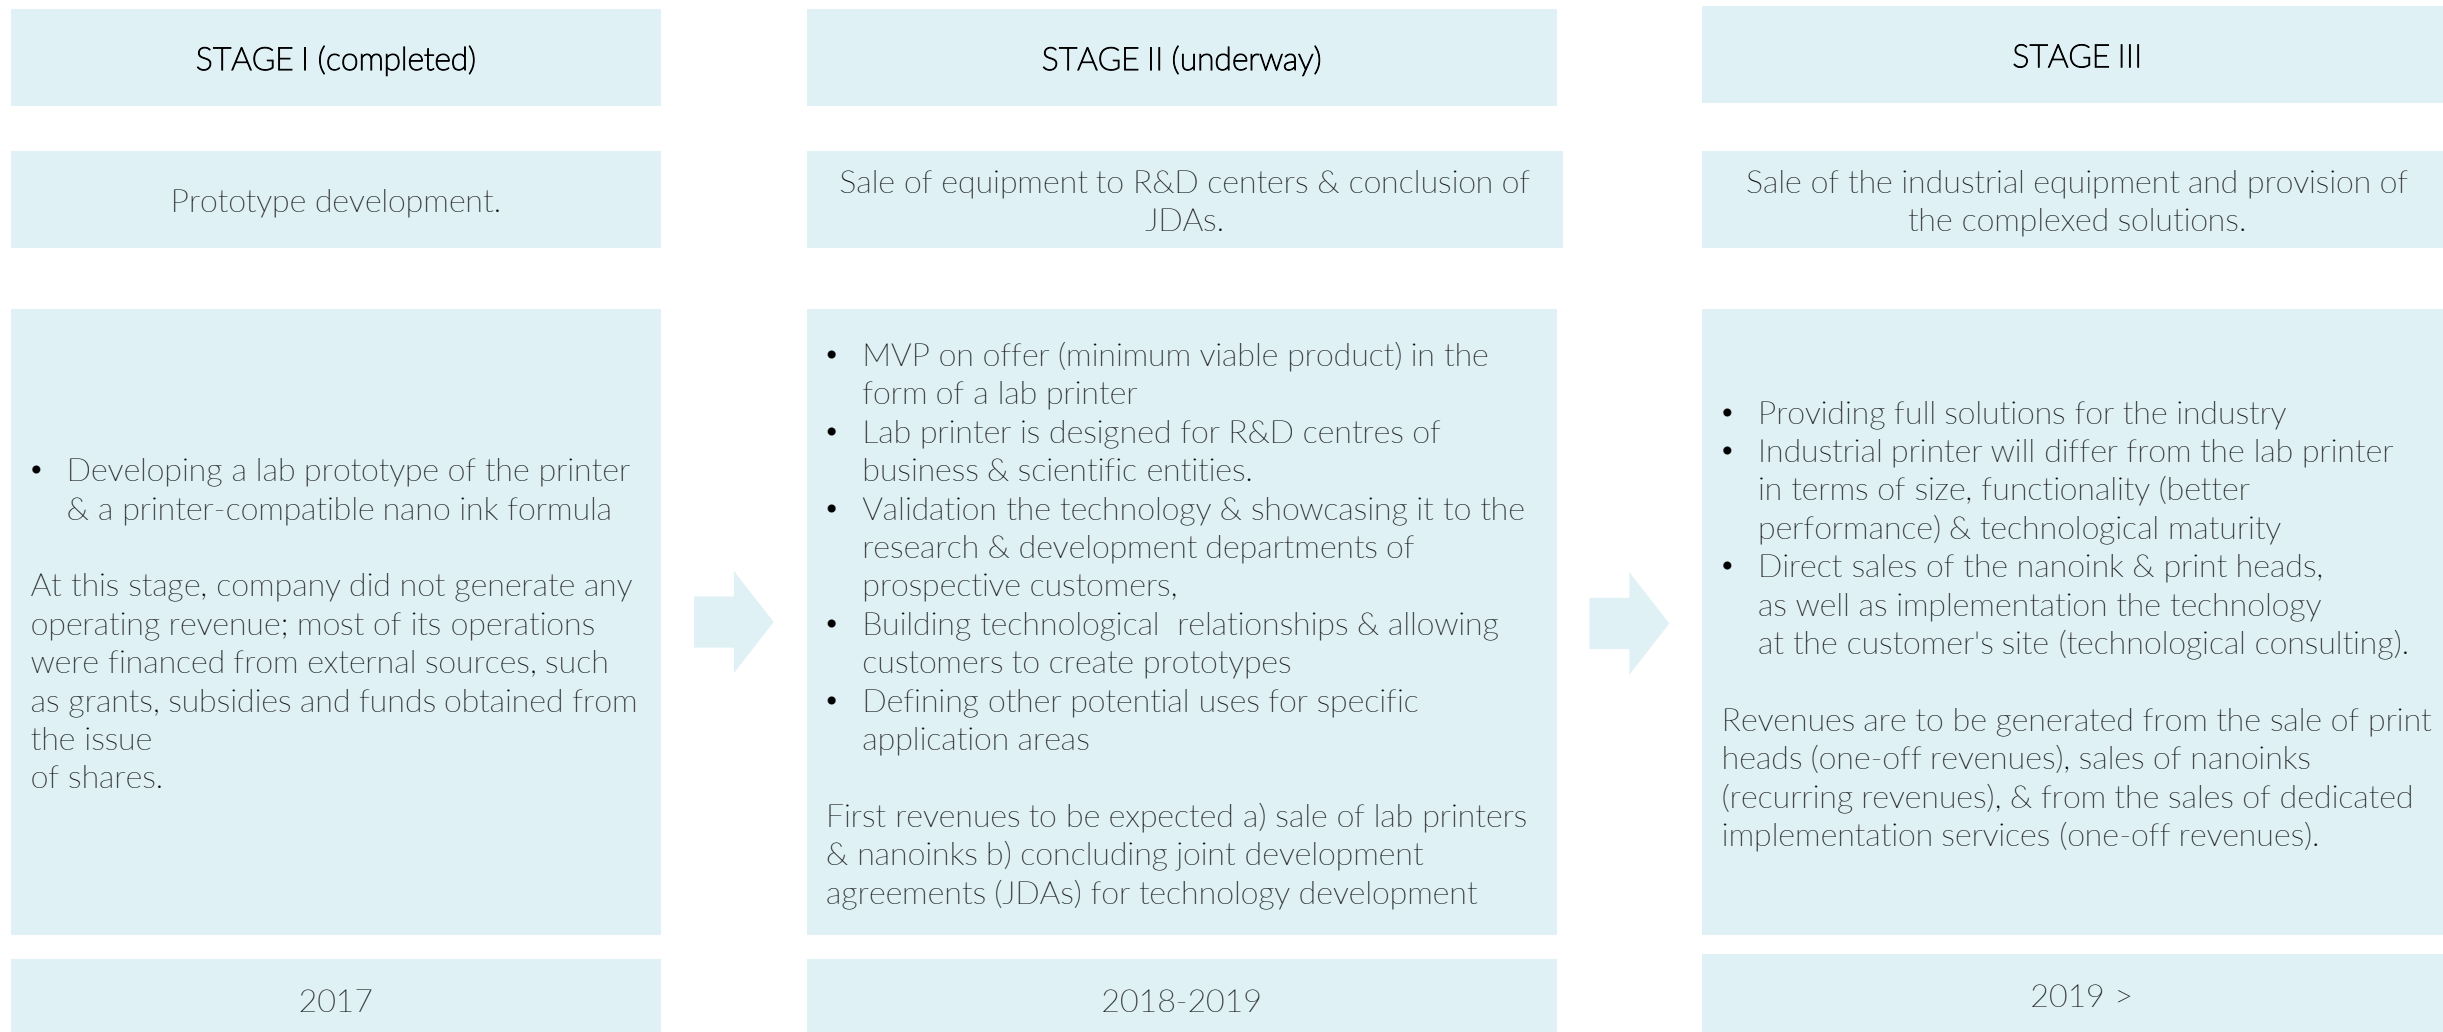 STAGE I (completed)
Prototype development.
• Developing a lab prototype of the printer
& a printer-compatible nano ink formula
At this stage, company did not generate any
operating revenue; most of its operations
were financed from external sources, such
as grants, subsidies and funds obtained from
the issue
of shares.
2017
STAGE II (underway)
Sale of equipment to R&D centers & conclusion of
JDAs.
• MVP on offer (minimum viable product) in the
form of a lab printer
• Lab printer is designed for R&D centres of
business & scientific entities.
• Validation the technology & showcasing it to the
research & development departments of
prospective customers,
• Building technological  relationships & allowing
customers to create prototypes
• Defining other potential uses for specific
application areas
First revenues to be expected a) sale of lab printers
& nanoinks b) concluding joint development
agreements (JDAs) for technology development
2018-2019
STAGE III
Sale of the industrial equipment and provision of
the complexed solutions.
• Providing full solutions for the industry
• Industrial printer will differ from the lab printer
in terms of size, functionality (better
performance) & technological maturity
• Direct sales of the nanoink & print heads,
as well as implementation the technology
at the customer's site (technological consulting).
Revenues are to be generated from the sale of print
heads (one-off revenues), sales of nanoinks
(recurring revenues), & from the sales of dedicated
implementation services (one-off revenues).
2019 >